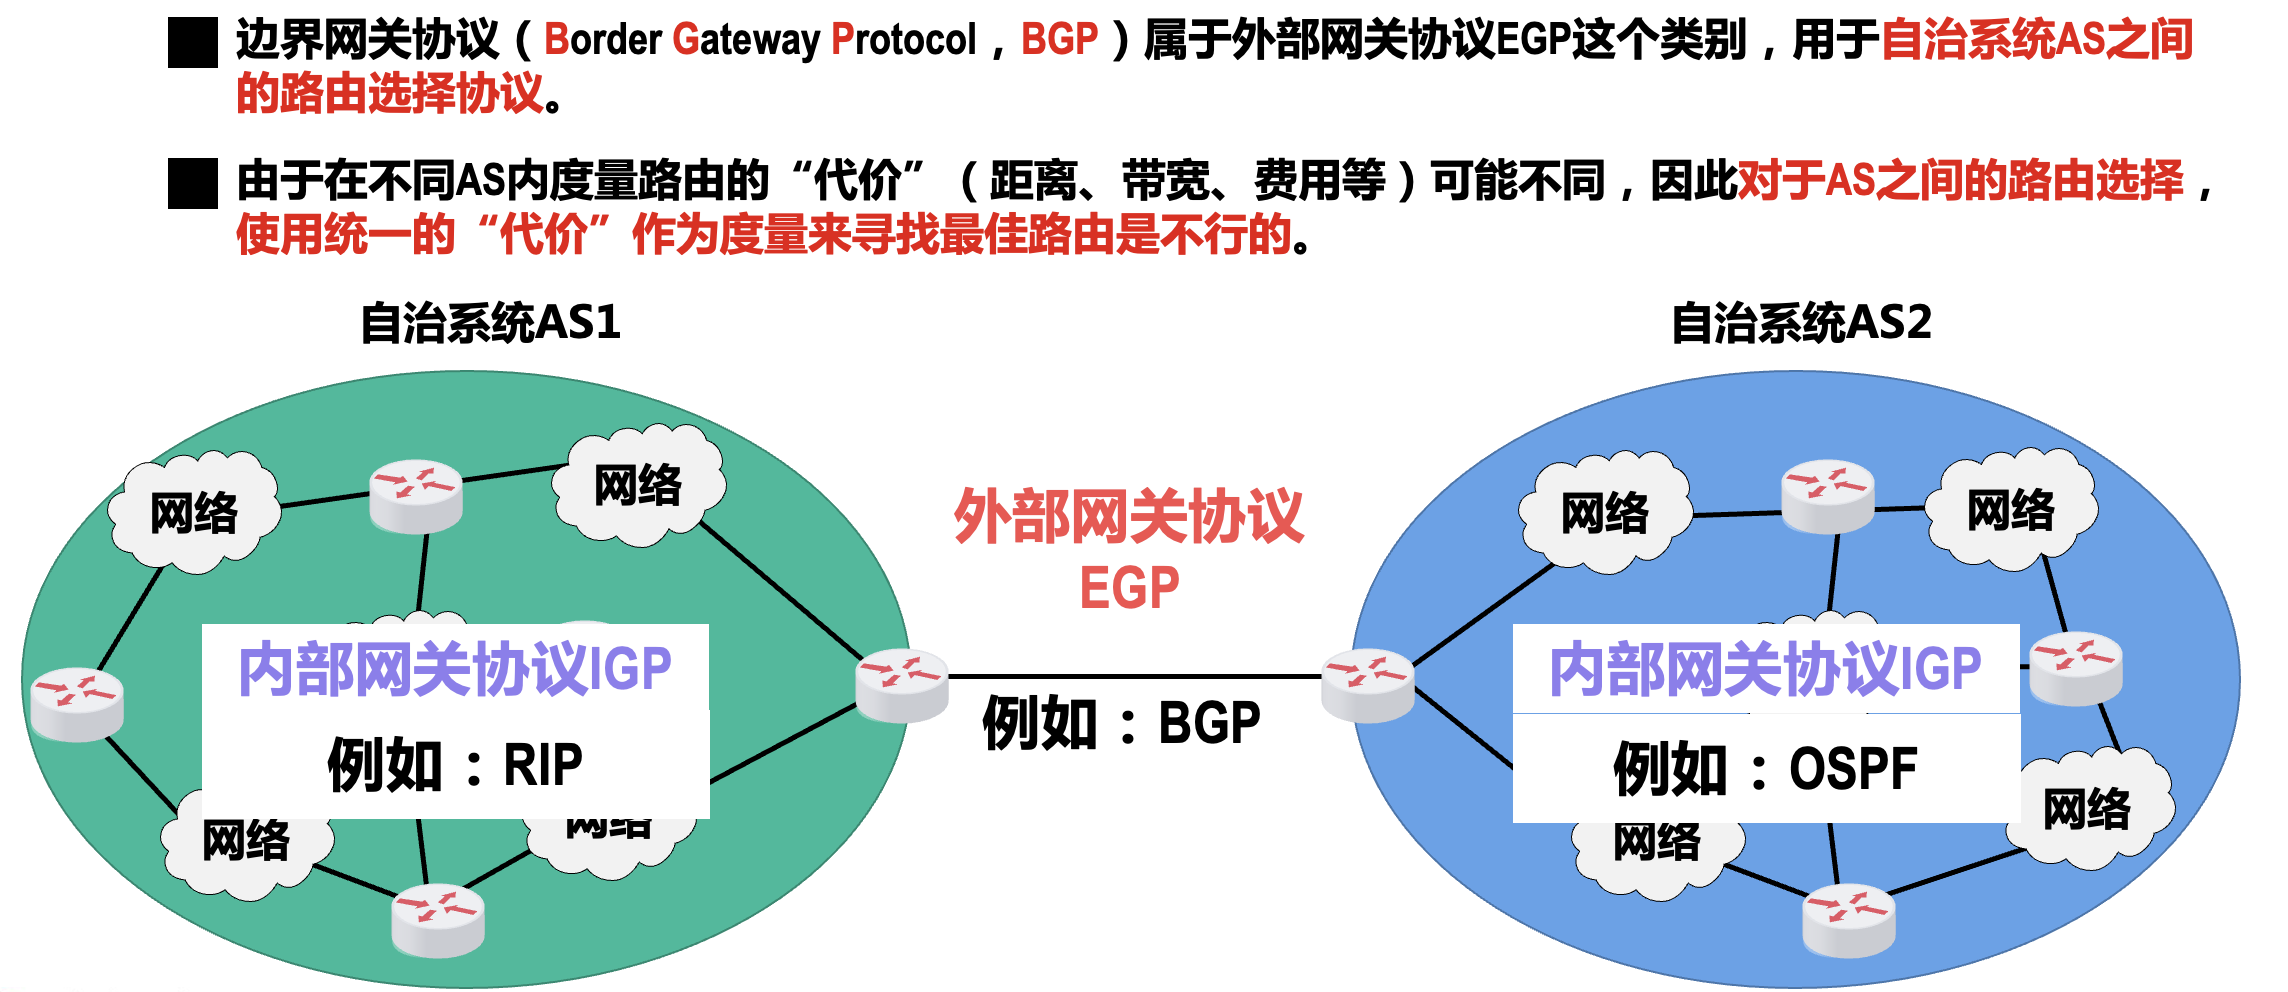 边界网关协议（Border Gateway Protocol，BGP）属于外部网关协议EGP这个类别，用于自治系统AS之间
的路由选择协议。
由于在不同AS内度量路由的“代价”（距离、带宽、费用等）可能不同，因此对于AS之间的路由选择，
使用统一的“代价”作为度量来寻找最佳路由是不行的。
自治系统AS1
自治系统AS2
网络
网络
网络
网络
外部网关协议
EGP
内部网关协议IGP
例如：RIP
例如：BGP
内部网关协议IGP
例如：OSPF
网络
网络
网络
网络